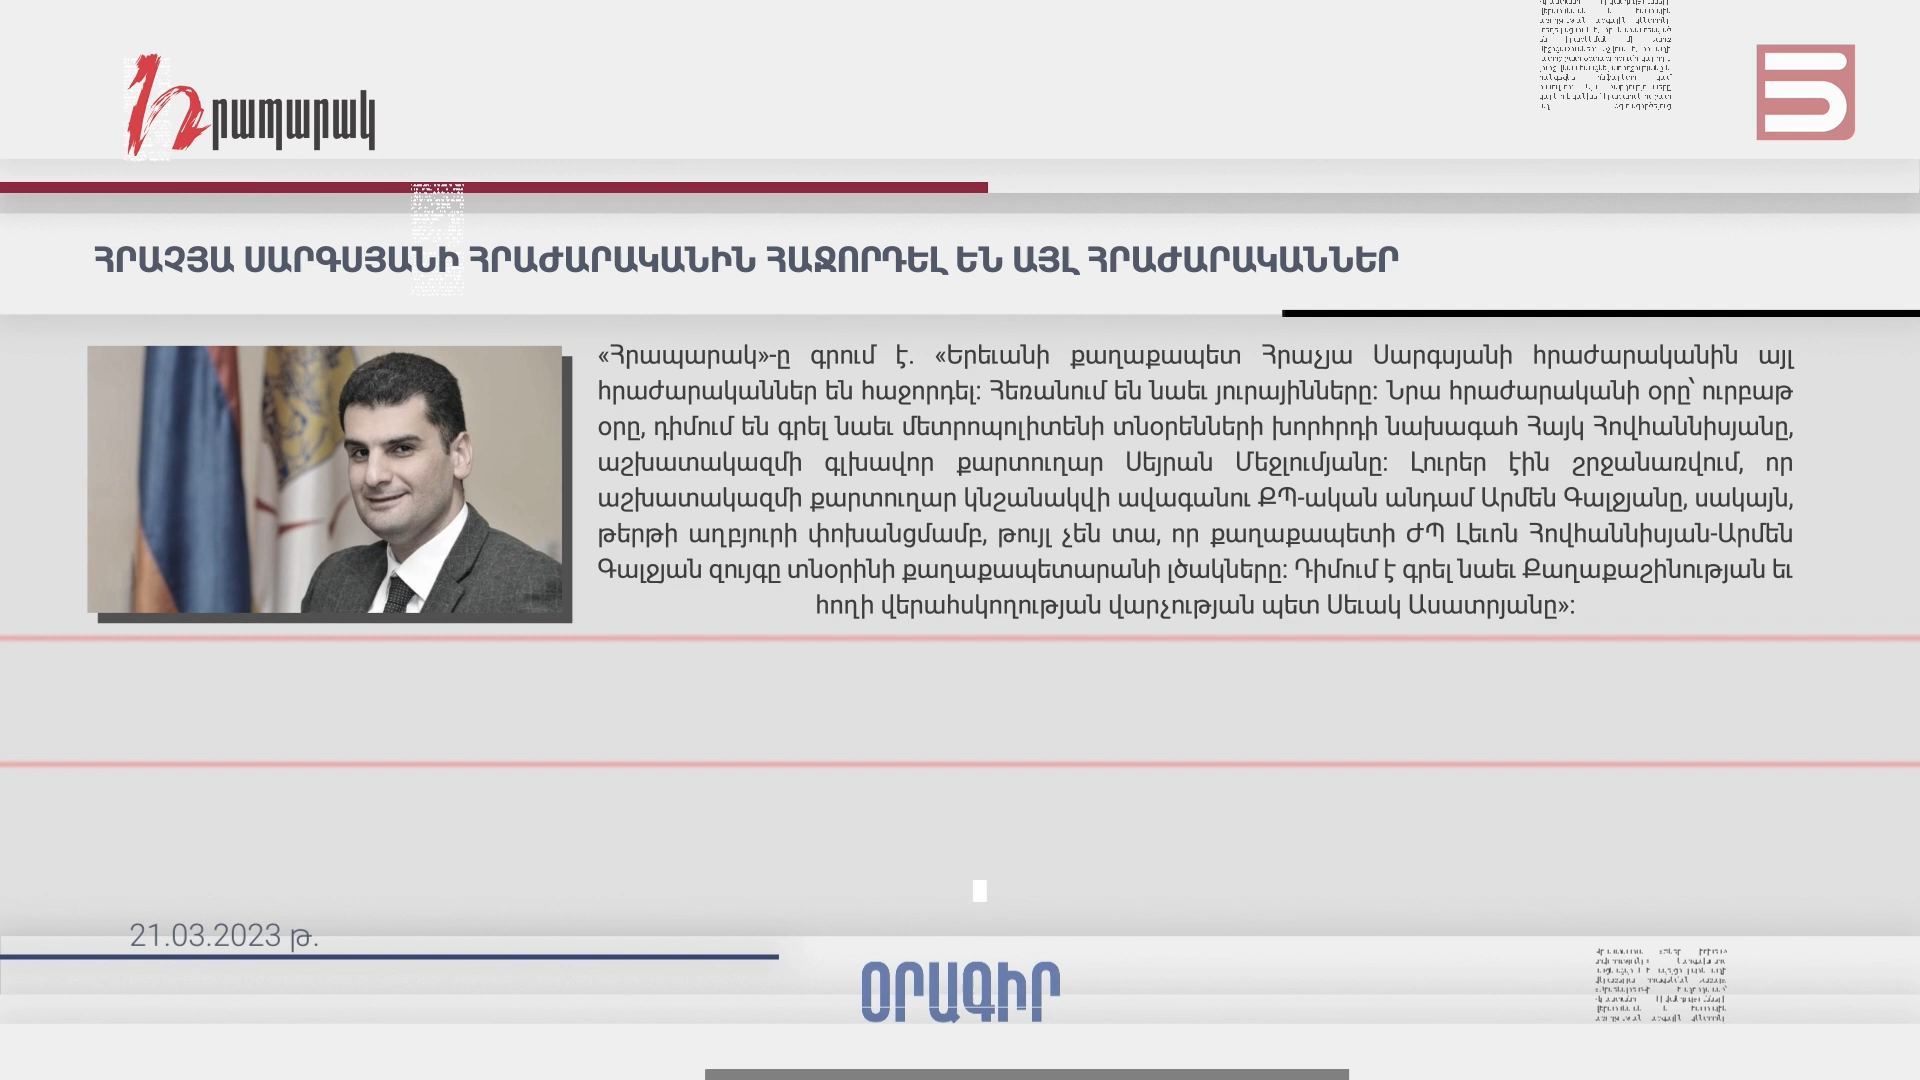 Հրապարակ
5
ՀՐԱՉՅԱ ՍԱՐԳՍՅԱՆԻ ՀՐԱԺԱՐԱԿԱՆԻՆ ՀԱՋՈՐԴԵԼ ԵՆ ԱՅԼ ՀՐԱԺԱՐԱԿԱՆՆԵՐ
«Հրապարակ»-ը գրում է. «Երեւանի քաղաքապետ Հրաչյա Սարգսյանի հրաժարականին այլ
հրաժարականներ են հաջորդել: Հեռանում են նաեւ յուրայինները: Նրա հրաժարականի օրը՝ ուրբաթ
օրը, դիմում են գրել նաեւ մետրոպոլիտենի տնօրենների խորհրդի նախագահ Հայկ Հովհաննիսյանը,
աշխատակազմի գլխավոր քարտուղար Սեյրան Մեջլումյանը: Լուրեր էին շրջանառվում, որ
աշխատակազմի քարտուղար կնշանակվի ավագանու ՔՊ-ական անդամ Արմեն Գալջյանը, սակայն,
թերթի աղբյուրի փոխանցմամբ, թույլ չեն տա, որ քաղաքապետի ԺՊ Լեւոն Հովհաննիսյան-Արմեն
Գալջյան զույգը տնօրինի քաղաքապետարանի լծակները: Դիմում է գրել նաեւ Քաղաքաշինության եւ
հողի վերահսկողության վարչության պետ Սեւակ Ասատրյանը»:
21.03.2023 թ.
ՕՐԱԳԻՐ